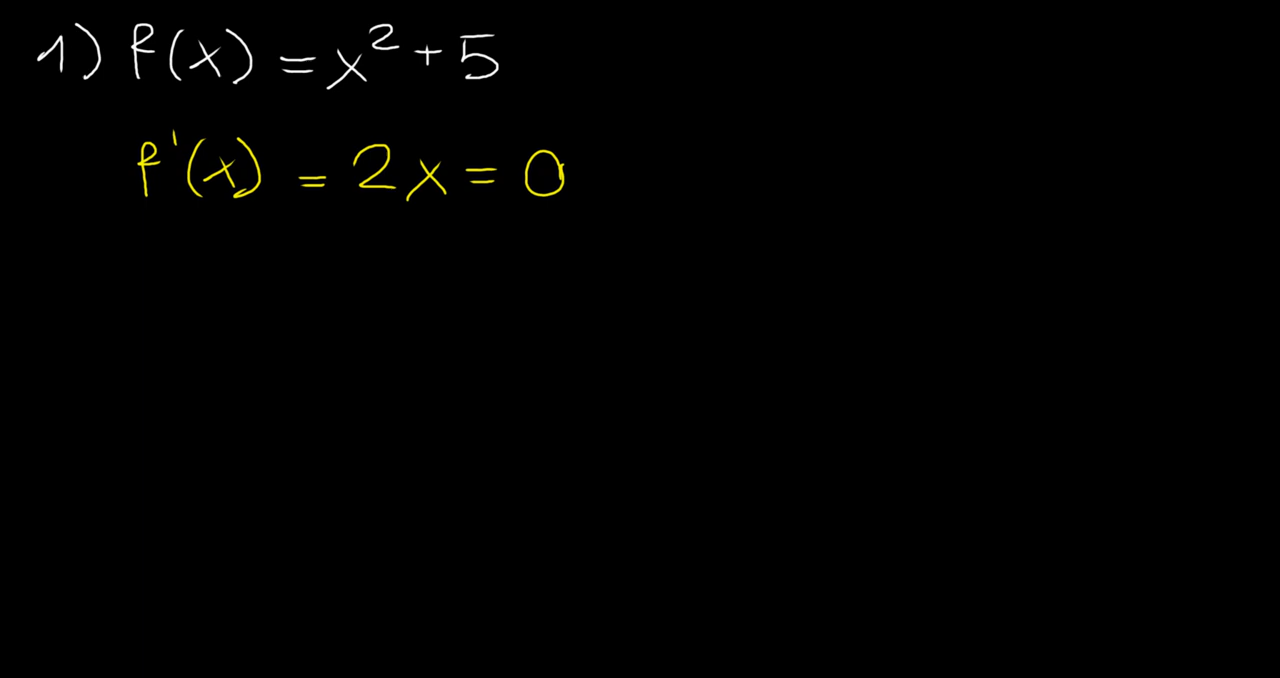 1) f(x) = x² + 5
f'(x) = 2x = 0